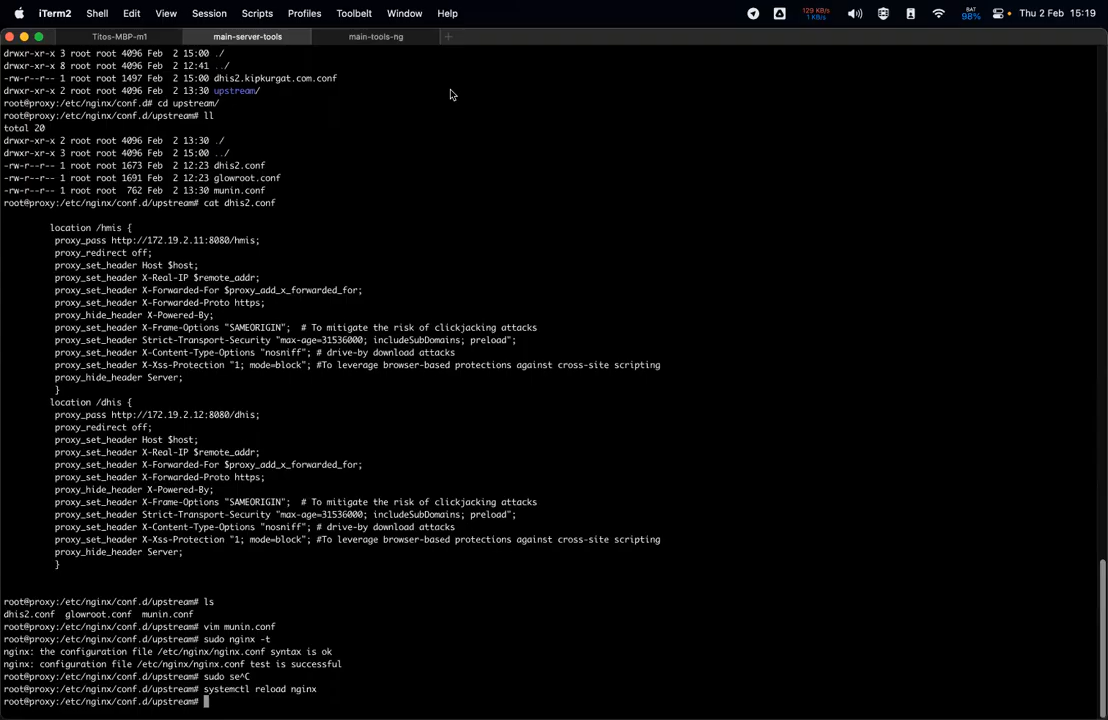 iTerm2 Shell Edit View Session Scripts Profiles Toolbelt Window Help 129 KB/s 1 KB/s BAT 98% Thu 2 Feb 15:19
Titos-MBP-m1 main-server-tools main-tools-ng +
drwxr-xr-x 3 root root 4096 Feb  2 15:00 ./
drwxr-xr-x 8 root root 4096 Feb  2 12:41 ../
-rw-r--r-- 1 root root 1497 Feb  2 15:00 dhis2.kipkurgat.com.conf
drwxr-xr-x 2 root root 4096 Feb  2 13:30 upstream/
root@proxy:/etc/nginx/conf.d# cd upstream/
root@proxy:/etc/nginx/conf.d/upstream# ll
total 20
drwxr-xr-x 2 root root 4096 Feb  2 13:30 ./
drwxr-xr-x 3 root root 4096 Feb  2 15:00 ../
-rw-r--r-- 1 root root 1673 Feb  2 12:23 dhis2.conf
-rw-r--r-- 1 root root 1691 Feb  2 12:23 glowroot.conf
-rw-r--r-- 1 root root  762 Feb  2 13:30 munin.conf
root@proxy:/etc/nginx/conf.d/upstream# cat dhis2.conf
location /hmis {
proxy_pass http://172.19.2.11:8080/hmis;
proxy_redirect off;
proxy_set_header Host $host;
proxy_set_header X-Real-IP $remote_addr;
proxy_set_header X-Forwarded-For $proxy_add_x_forwarded_for;
proxy_set_header X-Forwarded-Proto https;
proxy_hide_header X-Powered-By;
proxy_set_header X-Frame-Options "SAMEORIGIN";  # To mitigate the risk of clickjacking attacks
proxy_set_header Strict-Transport-Security "max-age=31536000; includeSubDomains; preload";
proxy_set_header X-Content-Type-Options "nosniff"; # drive-by download attacks
proxy_set_header X-Xss-Protection "1; mode=block"; #To leverage browser-based protections against cross-site scripting
proxy_hide_header Server;
}
location /dhis {
proxy_pass http://172.19.2.12:8080/dhis;
proxy_redirect off;
proxy_set_header Host $host;
proxy_set_header X-Real-IP $remote_addr;
proxy_set_header X-Forwarded-For $proxy_add_x_forwarded_for;
proxy_set_header X-Forwarded-Proto https;
proxy_hide_header X-Powered-By;
proxy_set_header X-Frame-Options "SAMEORIGIN";  # To mitigate the risk of clickjacking attacks
proxy_set_header Strict-Transport-Security "max-age=31536000; includeSubDomains; preload";
proxy_set_header X-Content-Type-Options "nosniff"; # drive-by download attacks
proxy_set_header X-Xss-Protection "1; mode=block"; #To leverage browser-based protections against cross-site scripting
proxy_hide_header Server;
}
root@proxy:/etc/nginx/conf.d/upstream# ls
dhis2.conf  glowroot.conf  munin.conf
root@proxy:/etc/nginx/conf.d/upstream# vim munin.conf
root@proxy:/etc/nginx/conf.d/upstream# sudo nginx -t
nginx: the configuration file /etc/nginx/nginx.conf syntax is ok
nginx: configuration file /etc/nginx/nginx.conf test is successful
root@proxy:/etc/nginx/conf.d/upstream# sudo se^C
root@proxy:/etc/nginx/conf.d/upstream# systemctl reload nginx
root@proxy:/etc/nginx/conf.d/upstream#